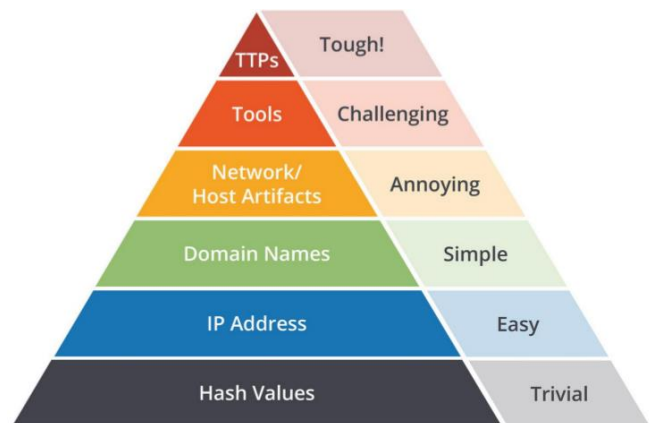 TTPs
Tough!
Tools
Challenging
Network/
Host Artifacts
Annoying
Domain Names
Simple
IP Address
Easy
Hash Values
Trivial